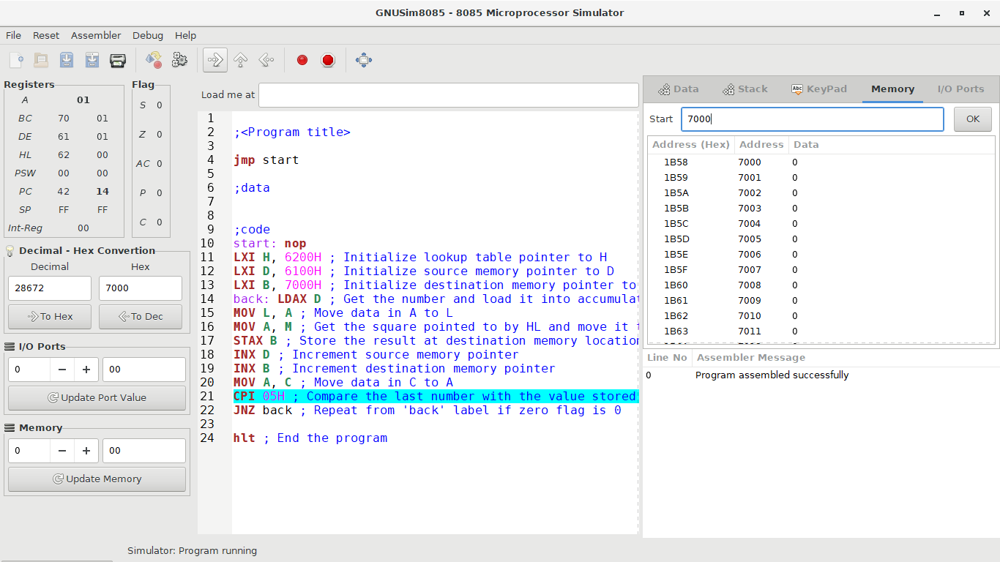 GNUSim8085 - 8085 Microprocessor Simulator
File Reset Assembler Debug Help
Registers
A 01
BC 70 01
DE 61 01
HL 62 00
PSW 00 00
PC 42 14
SP FF FF
Int-Reg 00
Flag
S 0
Z 0
AC 0
P 0
C 0
Decimal - Hex Convertion
Decimal Hex
28672 7000
To Hex To Dec
I/O Ports
0 − + 00
Update Port Value
Memory
0 − + 00
Update Memory
Load me at
1
2 ;<Program title>
3
4 jmp start
5
6 ;data
7
8
9 ;code
10 start: nop
11 LXI H, 6200H ; Initialize lookup table pointer to H
12 LXI D, 6100H ; Initialize source memory pointer to D
13 LXI B, 7000H ; Initialize destination memory pointer to
14 back: LDAX D ; Get the number and load it into accumulat
15 MOV L, A ; Move data in A to L
16 MOV A, M ; Get the square pointed to by HL and move it t
17 STAX B ; Store the result at destination memory location
18 INX D ; Increment source memory pointer
19 INX B ; Increment destination memory pointer
20 MOV A, C ; Move data in C to A
21 CPI 05H ; Compare the last number with the value stored
22 JNZ back ; Repeat from 'back' label if zero flag is 0
23
24 hlt ; End the program
Data Stack Abc KeyPad Memory I/O Ports
Start 7000 OK
Address (Hex) Address Data
1B58 7000 0
1B59 7001 0
1B5A 7002 0
1B5B 7003 0
1B5C 7004 0
1B5D 7005 0
1B5E 7006 0
1B5F 7007 0
1B60 7008 0
1B61 7009 0
1B62 7010 0
1B63 7011 0
Line No Assembler Message
0 Program assembled successfully
Simulator: Program running